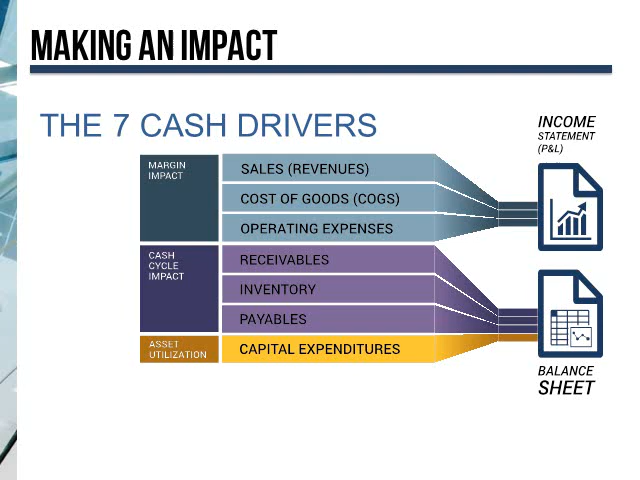 MAKING AN IMPACT
THE 7 CASH DRIVERS
INCOME
STATEMENT
(P&L)
MARGIN
IMPACT
SALES (REVENUES)
COST OF GOODS (COGS)
OPERATING EXPENSES
CASH
CYCLE
IMPACT
RECEIVABLES
INVENTORY
PAYABLES
ASSET
UTILIZATION
CAPITAL EXPENDITURES
BALANCE
SHEET